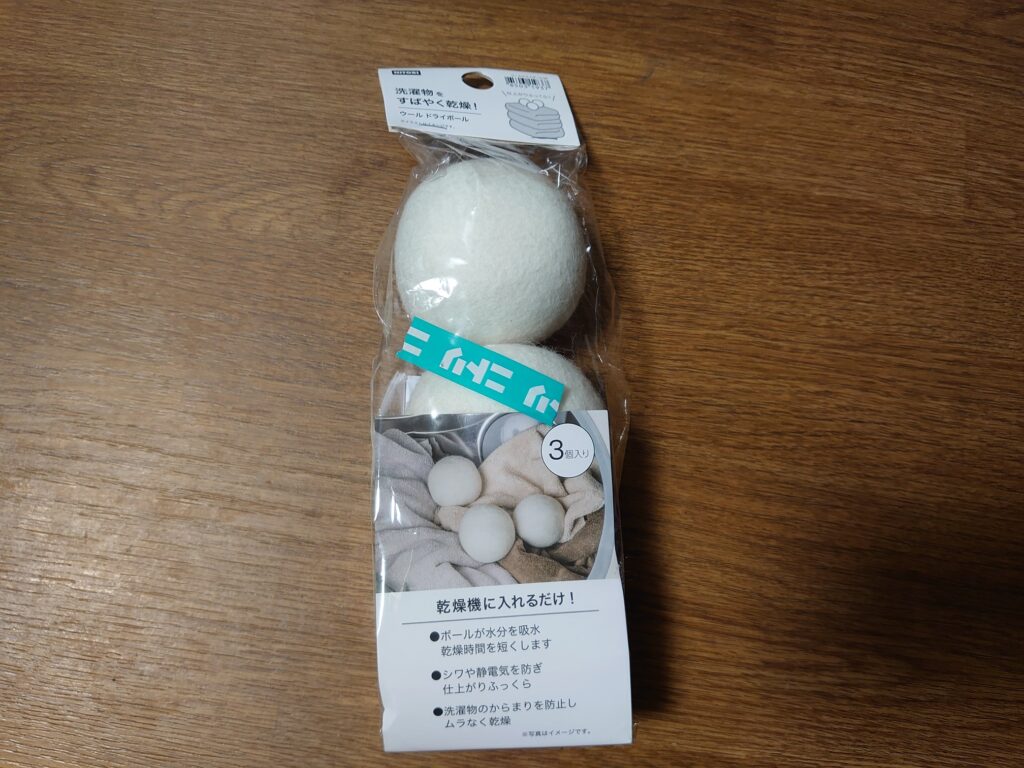 NITORI
洗濯物を
すばやく乾燥！
ウール ドライボール
ニトリ
3個入り
乾燥機に入れるだけ！
●ボールが水分を吸水
乾燥時間を短くします
●シワや静電気を防ぎ
仕上がりふっくら
●洗濯物のからまりを防止し
ムラなく乾燥
※写真はイメージです。